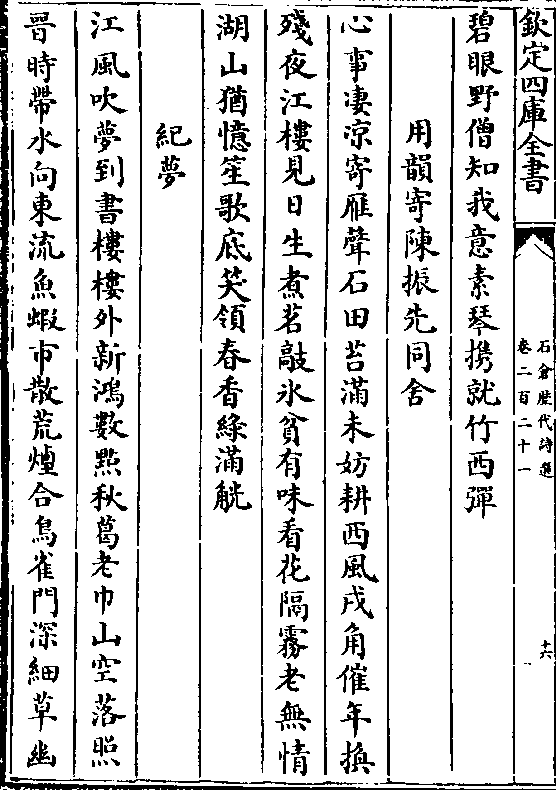 欽定四庫全書
石倉歴代詩選
卷二百二十一
十六
碧眼野僧知我意素琴携就竹西彈
用韻寄陳振先同舍
心事凄凉寄雁聲石田苔滿未妨耕西風戍角催年換
殘夜江樓見日生煮茗敲氷貧有味看花隔霧老無情
湖山猶憶笙歌底笑領春香綠滿觥
紀夢
江風吹夢到書樓樓外新鴻數㸃秋葛老巾山空落照
晉時帶水向東流魚蝦市散荒煙合鳥雀門深細草幽